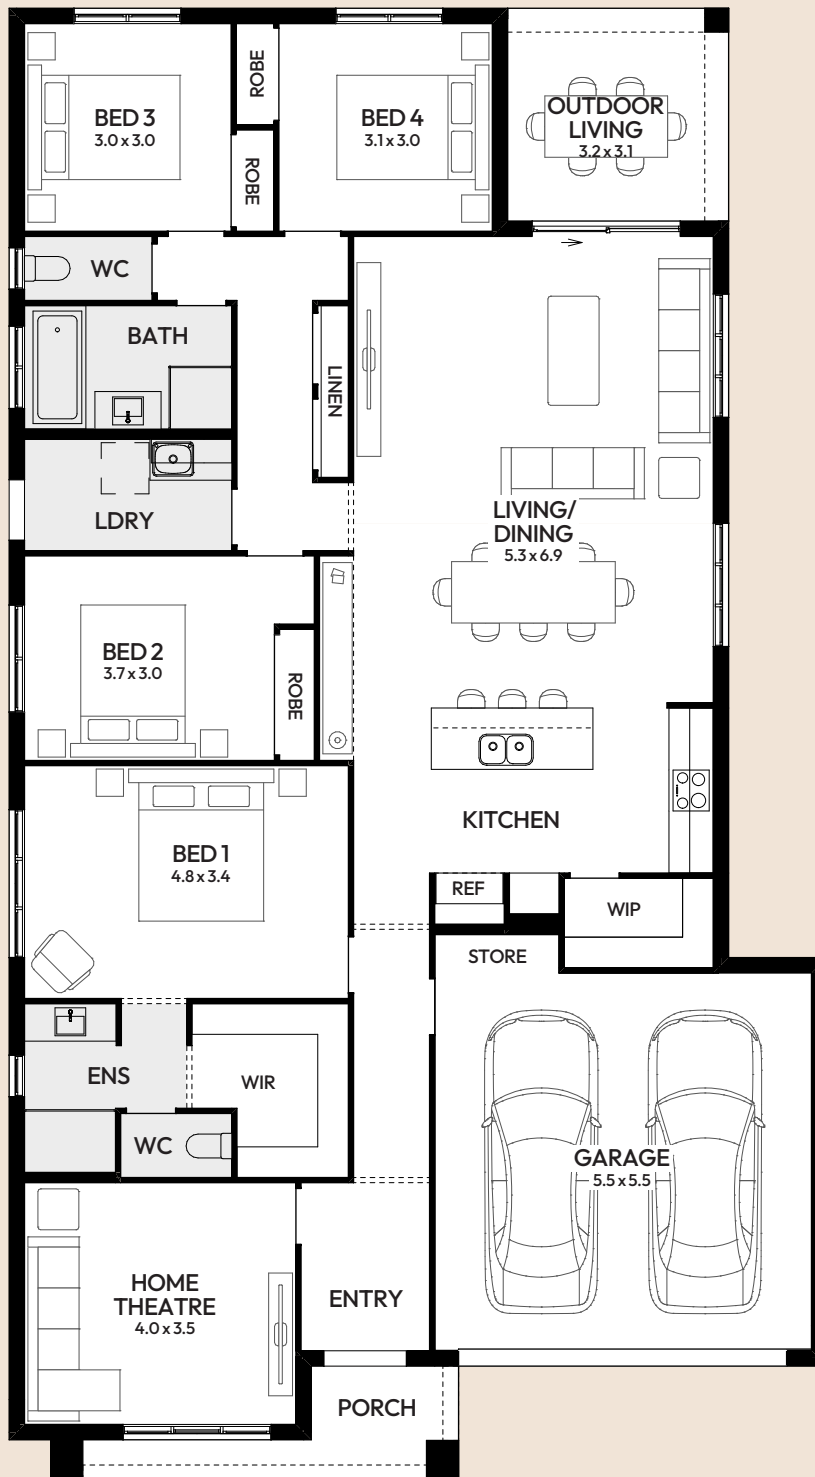 BED 3
3.0 x 3.0
ROBE
ROBE
BED 4
3.1 x 3.0
OUTDOOR
LIVING
3.2 x 3.1
WC
BATH
LINEN
LDRY
LIVING/
DINING
5.3 x 6.9
BED 2
3.7 x 3.0
ROBE
KITCHEN
BED 1
4.8 x 3.4
REF
WIP
STORE
ENS
WIR
WC
GARAGE
5.5 x 5.5
HOME
THEATRE
4.0 x 3.5
ENTRY
PORCH